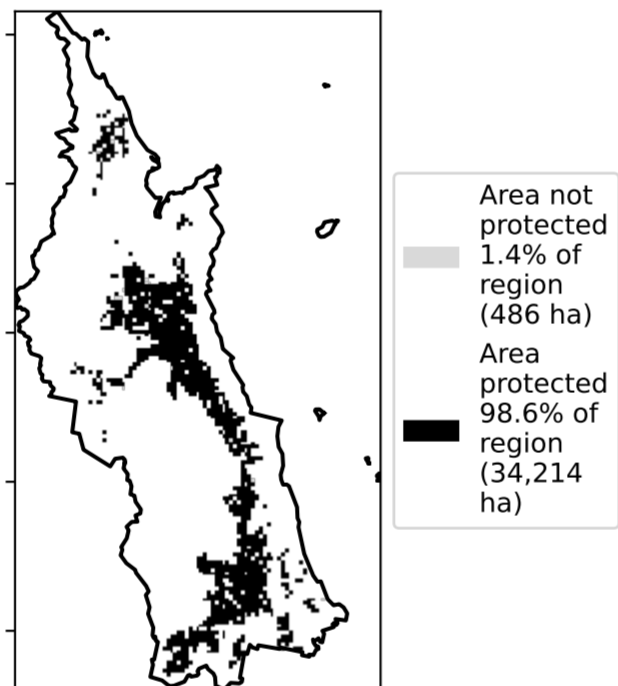 Area not
protected
1.4% of
region
(486 ha)
Area
protected
98.6% of
region
(34,214
ha)